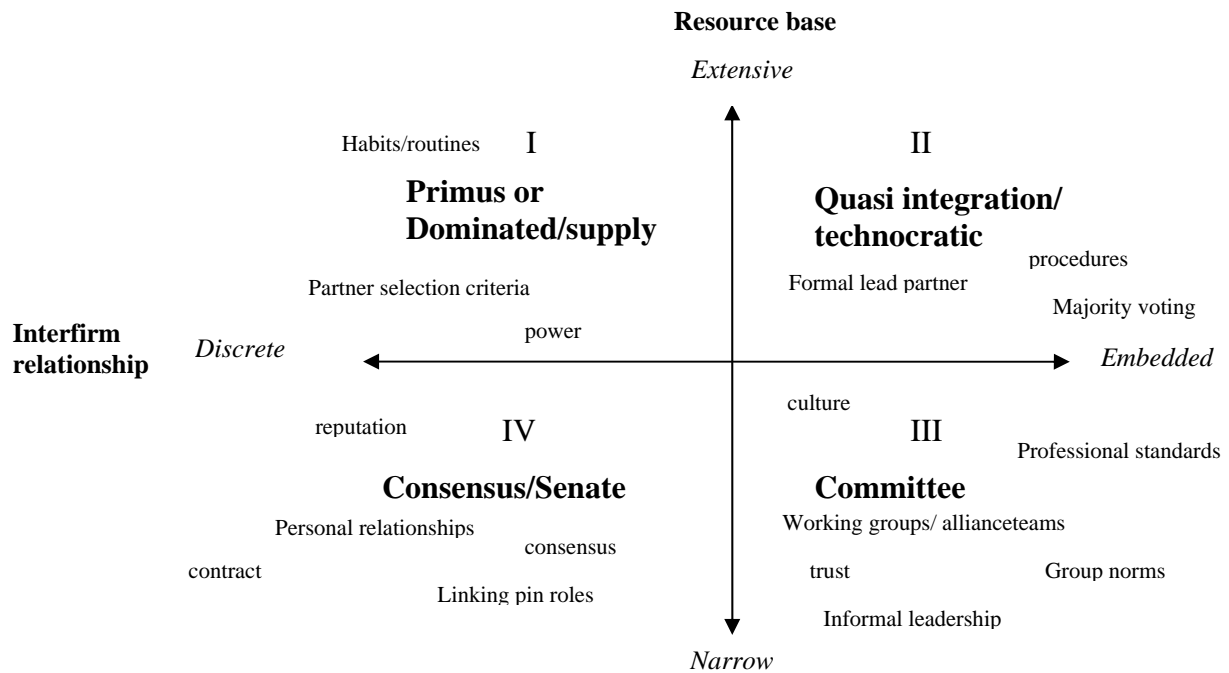 Resource base
Extensive
Habits/routines
I
II
Primus or
Dominated/supply
Quasi integration/
technocratic
procedures
Partner selection criteria
Formal lead partner
Majority voting
power
Interfirm
relationship
Discrete
Embedded
culture
reputation
IV
III
Professional standards
Consensus/Senate
Committee
Personal relationships
Working groups/ allianceteams
consensus
contract
trust
Group norms
Linking pin roles
Informal leadership
Narrow